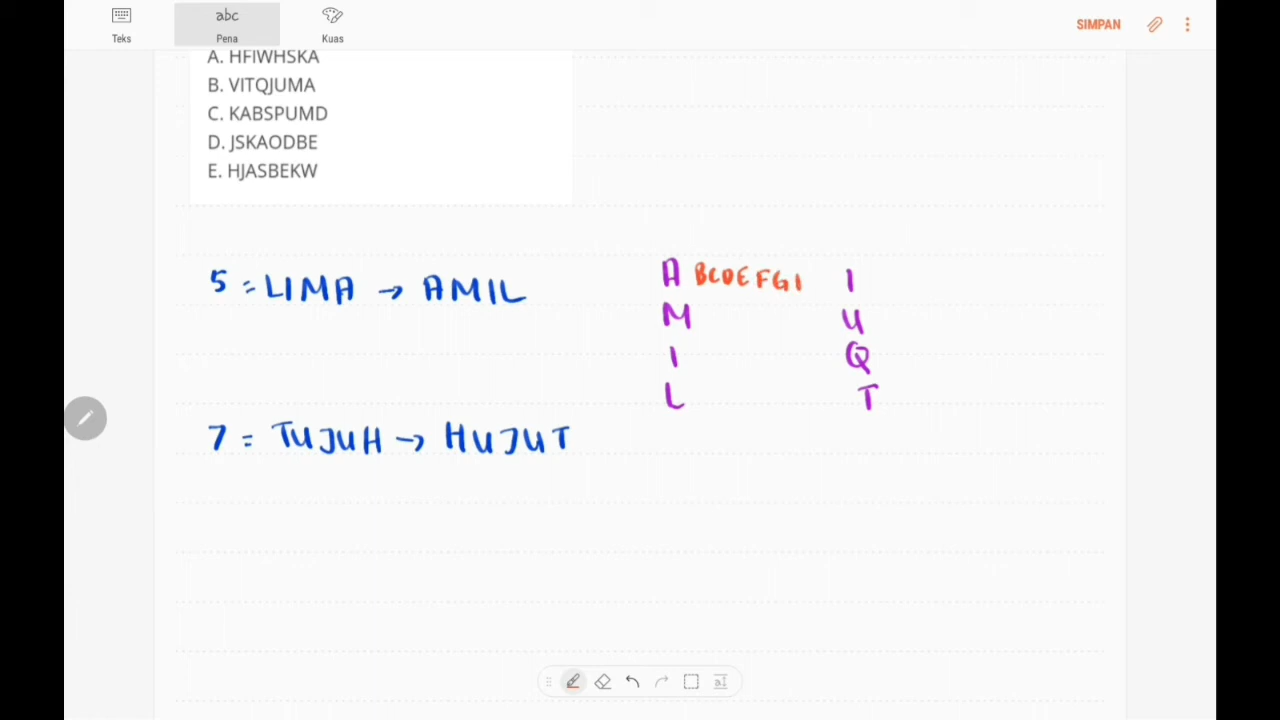 abc
Teks Pena Kuas SIMPAN
A. HFIWHSKA
B. VITQJUMA
C. KABSPUMD
D. JSKAODBE
E. HJASBEKW
5 = LIMA → AMIL
A BCDEFGI I
M U
I Q
L T
7 = TUJUH → HUJUT